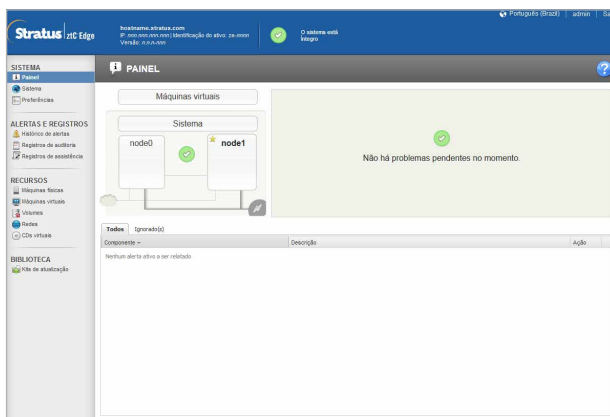 Português (Brasil) | admin |
Stratus ztC Edge
hostname.stratus.com
IP: nnn.nnn.nnn.nnn | Identificação do ativo: ze-nnnn
Versão: n.n.n-nnn
O sistema está íntegro
SISTEMA
Painel
Sistema
Preferências
ALERTAS E REGISTROS
Histórico de alertas
Registros de auditoria
Registros de assistência
RECURSOS
Máquinas físicas
Máquinas virtuais
Volumes
Redes
CDs virtuais
BIBLIOTECA
Kits de atualização
PAINEL
Máquinas virtuais
Sistema
node0
node1
Não há problemas pendentes no momento.
Todos Ignorado(s)
Componente Descrição Ação
Nenhum alerta ativo a ser relatado.